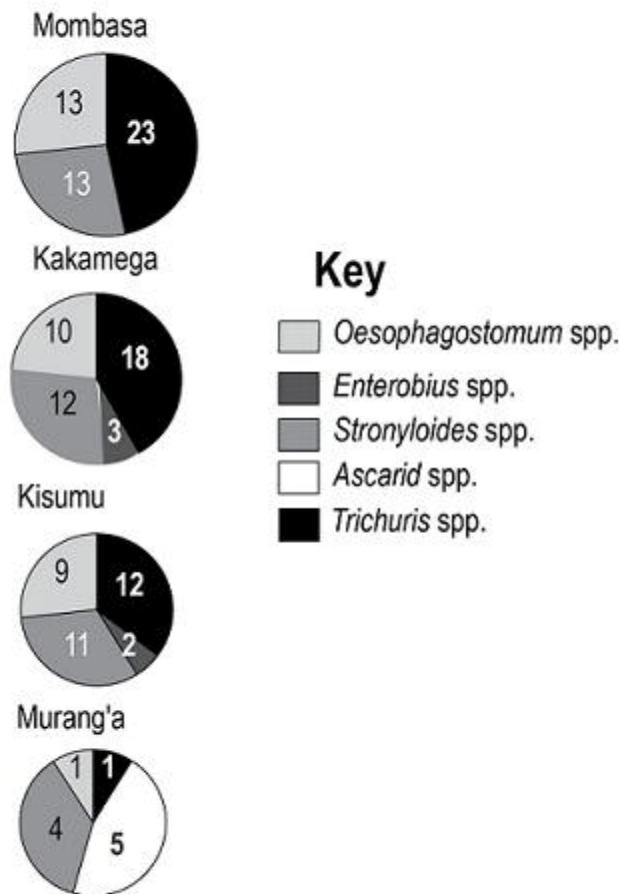 Mombasa
13
23
13
Kakamega
10
18
12
3
Kisumu
9
12
11
2
Murang'a
1
1
4
5
Key
Oesophagostomum spp.
Enterobius spp.
Stronyloides spp.
Ascarid spp.
Trichuris spp.